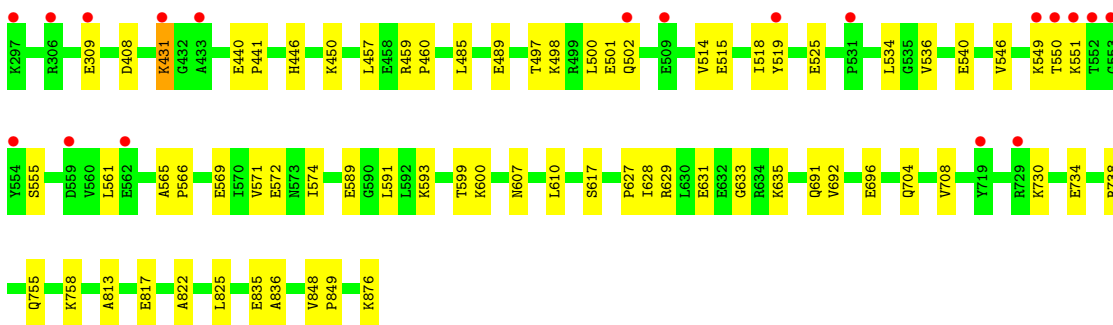 K297 R306 E309 D408 K431 G432 A433 E440 P441 H446 K450 L457 E458 R459 P460 L485 E489 T497 K498 R499 L500 E501 Q502 E509 V514 E515 I518 Y519 E525 P531 L534 G535 V536 E540 V546 K549 T550 K551 T552 G553
Y554 S555 D559 V560 L561 E562 A565 P566 E569 I570 V571 E572 N573 I574 E589 G590 L591 L592 K593 T599 K600 N607 L610 S617 P627 I628 R629 L630 E631 E632 G633 R634 K635 Q691 V692 E696 Q704 V708 Y719 R729 K730 E734
Q755 K758 A813 E817 A822 L825 E835 A836 V848 P849 K876